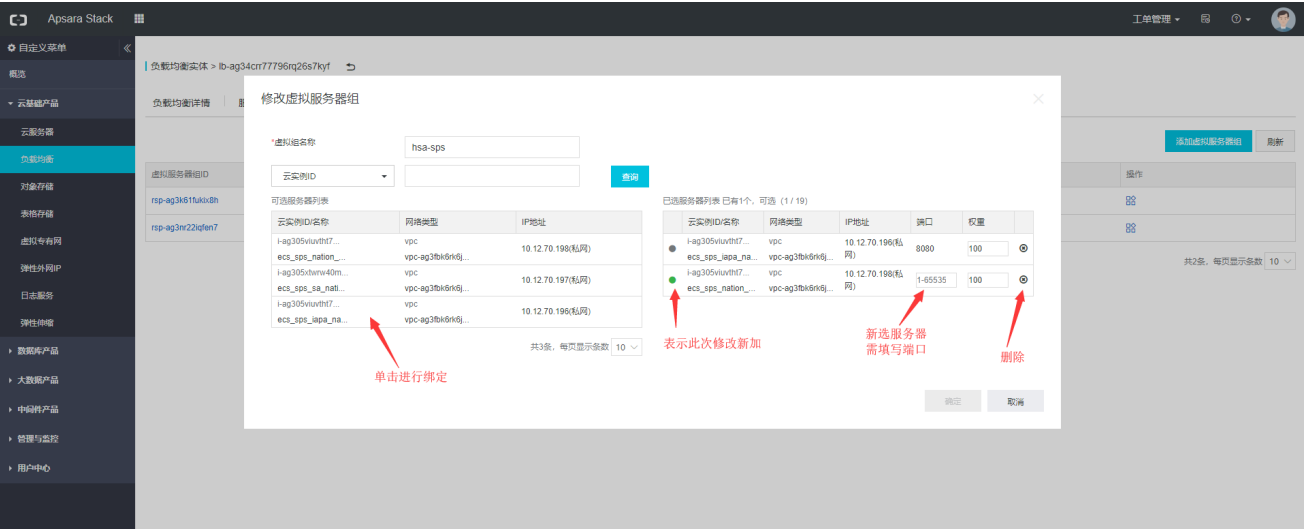 Apsara Stack
工单管理
自定义菜单
概览
云基础产品
云服务器
负载均衡
对象存储
表格存储
虚拟专有网
弹性外网IP
日志服务
弹性伸缩
数据库产品
大数据产品
中间件产品
管理与监控
用户中心
负载均衡实体 > lb-ag34crr77796rq26s7kyf
负载均衡详情
添加虚拟服务器组 刷新
虚拟服务器组ID
操作
rsp-ag3k61fukix8h
rsp-ag3nr22iqfen7
共2条, 每页显示条数 10
修改虚拟服务器组
*虚拟组名称 hsa-sps
云实例ID 查询
可选服务器列表
云实例ID/名称 网络类型 IP地址
i-ag305viuvtht7... vpc
ecs_sps_nation_... vpc-ag3fbk6rk6j... 10.12.70.198(私网)
i-ag305xtwrw40m... vpc
ecs_sps_sa_nati... vpc-ag3fbk6rk6j... 10.12.70.197(私网)
i-ag305viuvtht7... vpc
ecs_sps_iapa_na... vpc-ag3fbk6rk6j... 10.12.70.196(私网)
共3条, 每页显示条数 10
单击进行绑定
已选服务器列表 已有1个, 可选（1 / 19）
云实例ID/名称 网络类型 IP地址 端口 权重
i-ag305viuvtht7... vpc 10.12.70.196(私
ecs_sps_iapa_na... vpc-ag3fbk6rk6j... 网) 8080 100
i-ag305viuvtht7... vpc 10.12.70.198(私
ecs_sps_nation_... vpc-ag3fbk6rk6j... 网) 1-65535 100
表示此次修改新加
新选服务器
需填写端口
删除
确定 取消